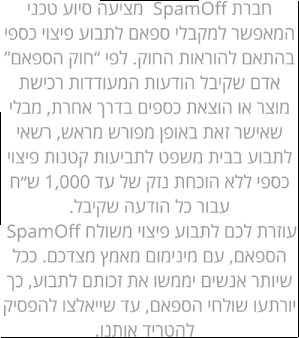 חברת SpamOff מציעה סיוע טכני
המאפשר למקבלי ספאם לתבוע פיצוי כספי
בהתאם להוראות החוק. לפי “חוק הספאם”
אדם שקיבל הודעות המעודדות רכישת
מוצר או הוצאת כספים בדרך אחרת, מבלי
שאישר זאת באופן מפורש מראש, רשאי
לתבוע בבית משפט לתביעות קטנות פיצוי
כספי ללא הוכחת נזק של עד 1,000 ש״ח
עבור כל הודעה שקיבל.
SpamOff עוזרת לכם לתבוע פיצוי משולח
הספאם, עם מינימום מאמץ מצדכם. ככל
שיותר אנשים יממשו את זכותם לתבוע, כך
יורתעו שולחי הספאם, עד שייאלצו להפסיק
להטריד אותנו.